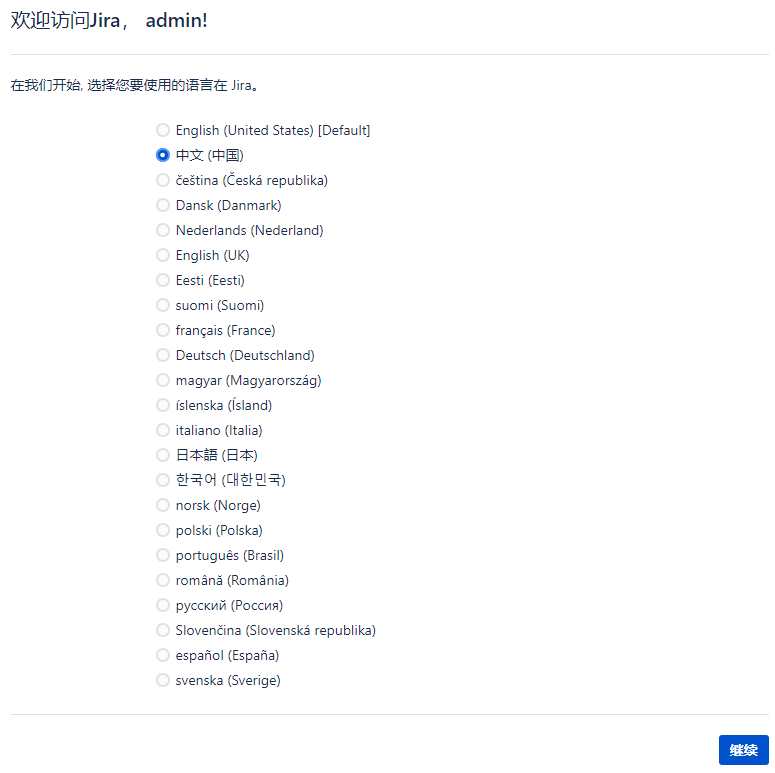 欢迎访问Jira， admin!
在我们开始, 选择您要使用的语言在 Jira。
English (United States) [Default]
中文 (中国)
čeština (Česká republika)
Dansk (Danmark)
Nederlands (Nederland)
English (UK)
Eesti (Eesti)
suomi (Suomi)
français (France)
Deutsch (Deutschland)
magyar (Magyarország)
íslenska (Ísland)
italiano (Italia)
日本語 (日本)
한국어 (대한민국)
norsk (Norge)
polski (Polska)
português (Brasil)
română (România)
русский (Россия)
Slovenčina (Slovenská republika)
español (España)
svenska (Sverige)
继续